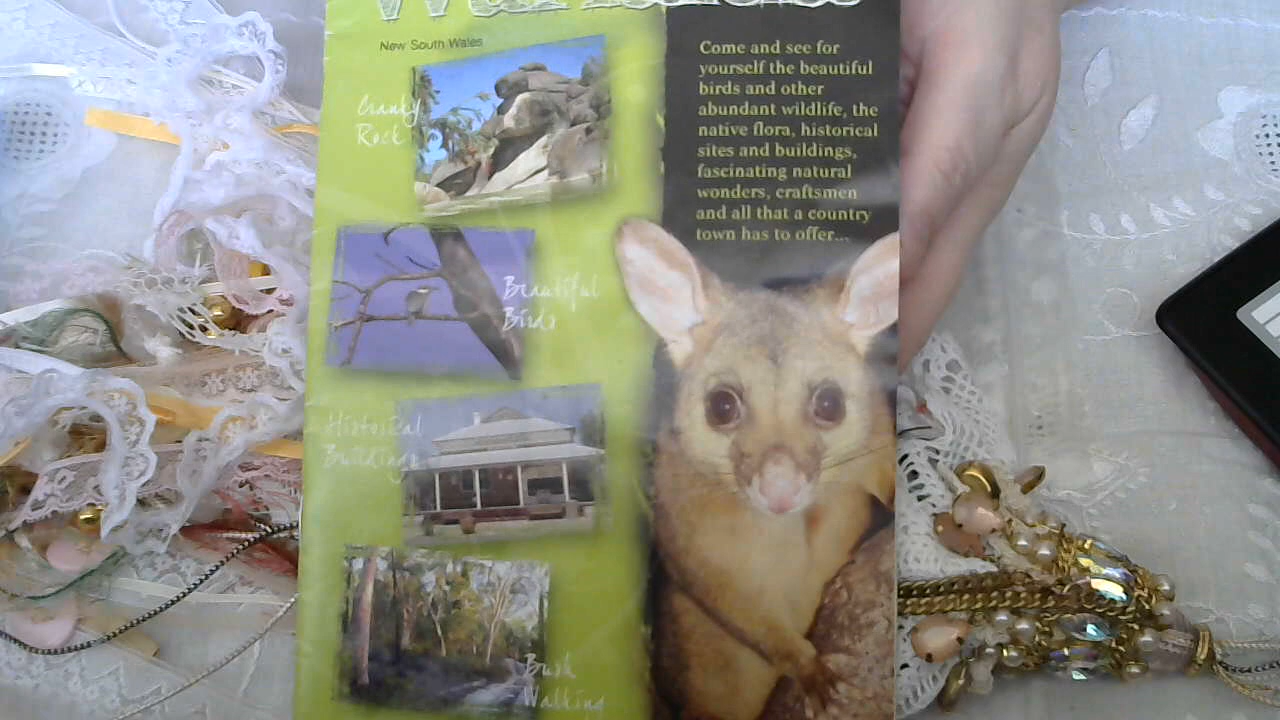 New South Wales
Cranky
Rock
Beautiful
Birds
Historical
Buildings
Bush
Walking
Come and see for
yourself the beautiful
birds and other
abundant wildlife, the
native flora, historical
sites and buildings,
fascinating natural
wonders, craftsmen
and all that a country
town has to offer...